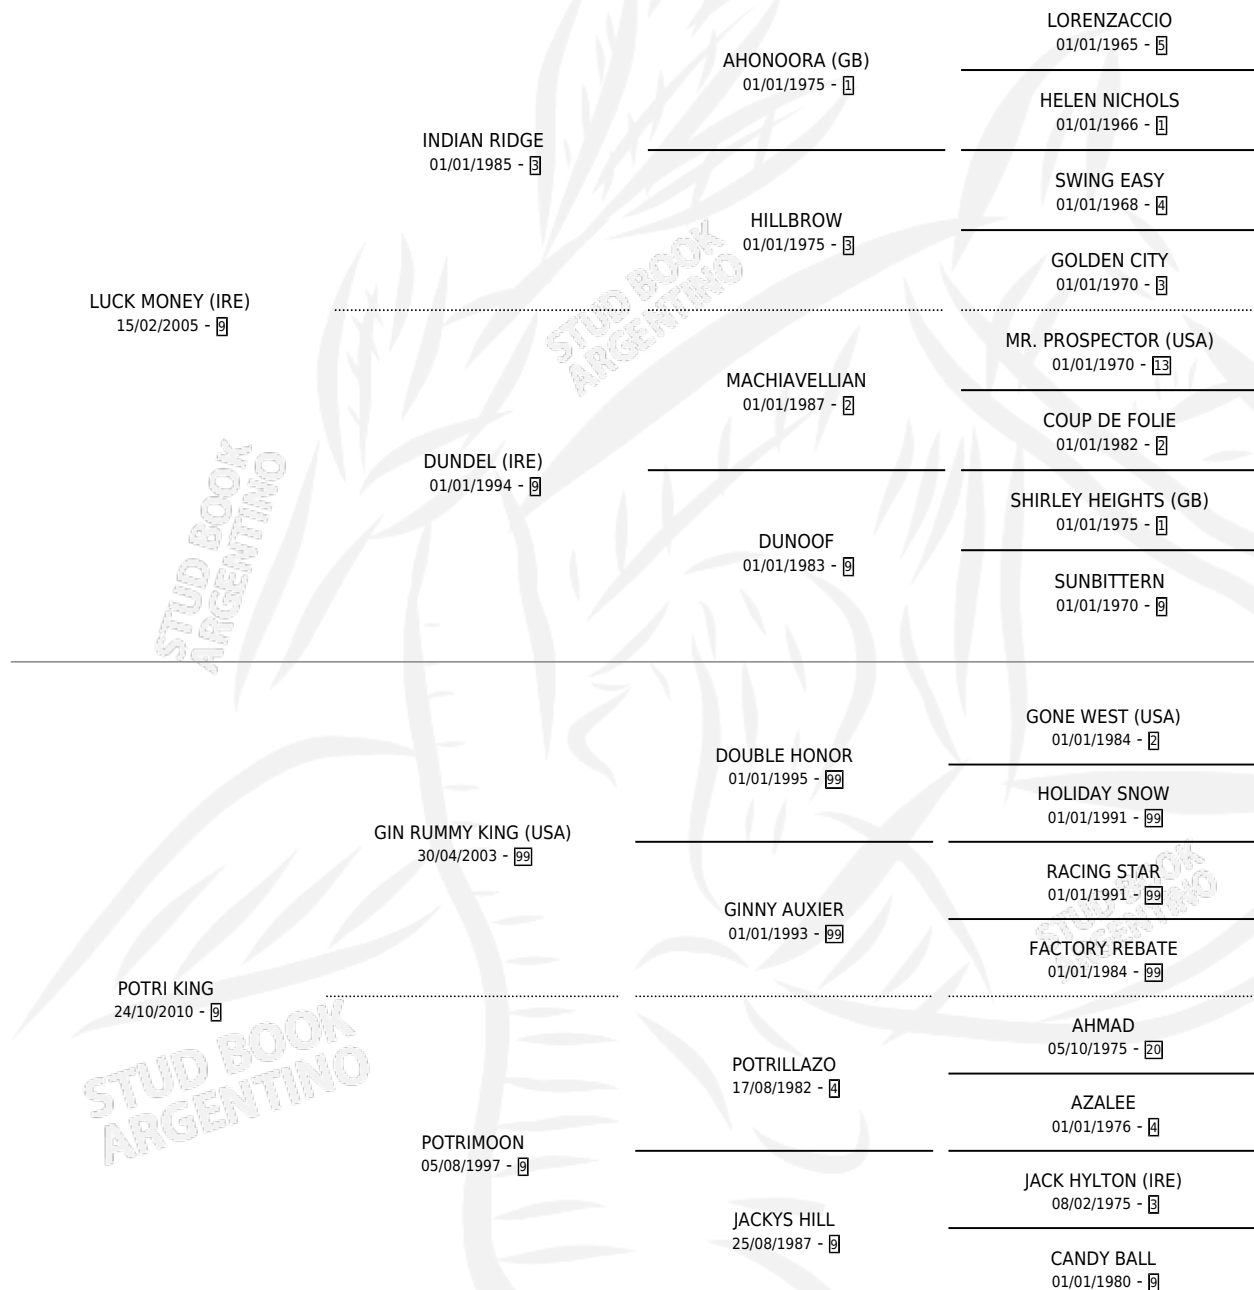 LORENZACCIO
01/01/1965 - 5
AHONOORA (GB)
01/01/1975 - 1
HELEN NICHOLS
01/01/1966 - 1
INDIAN RIDGE
01/01/1985 - 3
SWING EASY
01/01/1968 - 4
HILLBROW
01/01/1975 - 3
GOLDEN CITY
01/01/1970 - 3
LUCK MONEY (IRE)
15/02/2005 - 9
MR. PROSPECTOR (USA)
01/01/1970 - 13
MACHIAVELLIAN
01/01/1987 - 2
COUP DE FOLIE
01/01/1982 - 2
DUNDEL (IRE)
01/01/1994 - 9
SHIRLEY HEIGHTS (GB)
01/01/1975 - 1
DUNOOF
01/01/1983 - 9
SUNBITTERN
01/01/1970 - 9
GONE WEST (USA)
01/01/1984 - 2
DOUBLE HONOR
01/01/1995 - 99
HOLIDAY SNOW
01/01/1991 - 99
GIN RUMMY KING (USA)
30/04/2003 - 99
RACING STAR
01/01/1991 - 99
GINNY AUXIER
01/01/1993 - 99
FACTORY REBATE
01/01/1984 - 99
POTRI KING
24/10/2010 - 9
AHMAD
05/10/1975 - 20
POTRILLAZO
17/08/1982 - 4
AZALEE
01/01/1976 - 4
POTRIMOON
05/08/1997 - 9
JACK HYLTON (IRE)
08/02/1975 - 3
JACKYS HILL
25/08/1987 - 9
CANDY BALL
01/01/1980 - 9
STUD BOOK
ARGENTINO
STUD BOOK
ARGENTINO
STUD BOOK
ARGENTINO
STUD BOOK
ARGENTINO